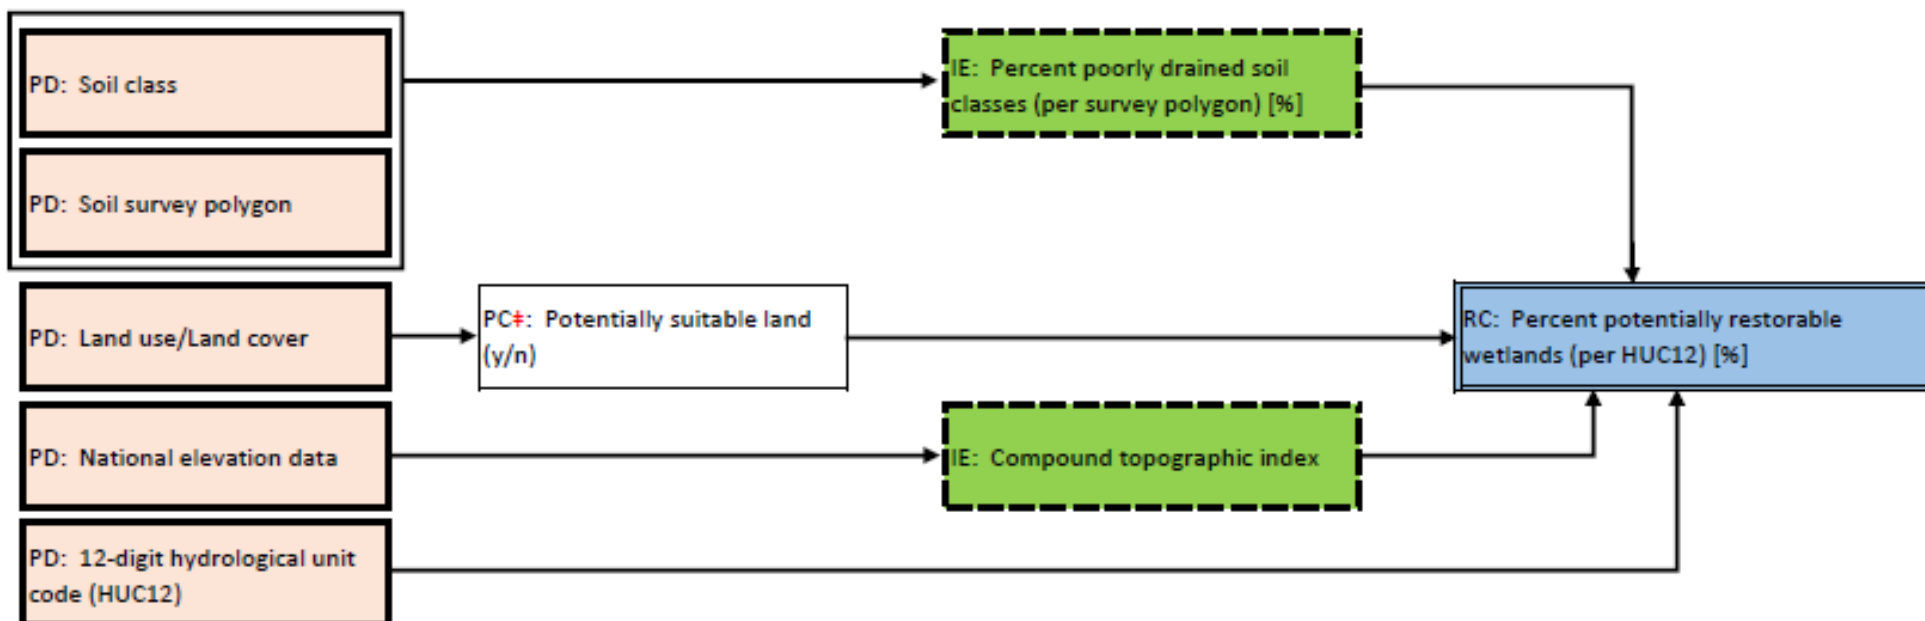 PD: Soil class
IE: Percent poorly drained soil
classes (per survey polygon) [%]
PD: Soil survey polygon
PD: Land use/Land cover
PC‡: Potentially suitable land
(y/n)
RC: Percent potentially restorable
wetlands (per HUC12) [%]
PD: National elevation data
IE: Compound topographic index
PD: 12-digit hydrological unit
code (HUC12)